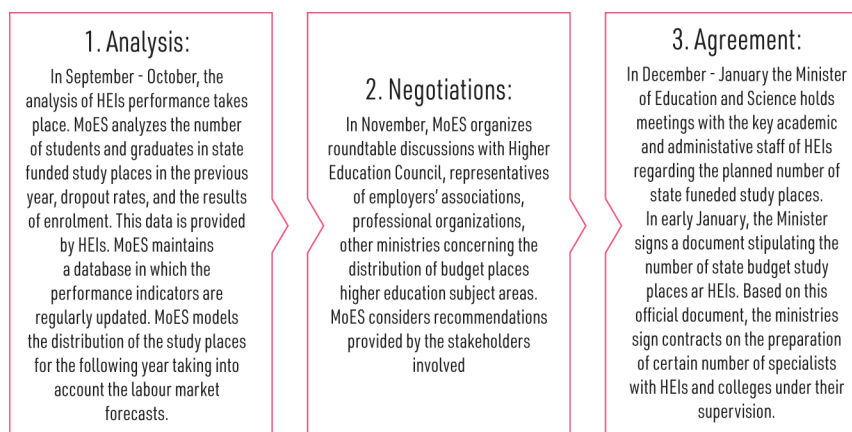 1. Analysis:
In September - October, the
analysis of HEIs performance takes
place. MoES analyzes the number
of students and graduates in state
funded study places in the previous
year, dropout rates, and the results
of enrolment. This data is provided
by HEIs. MoES maintains
a database in which the
performance indicators are
regularly updated. MoES models
the distribution of the study places
for the following year taking into
account the labour market
forecasts.
2. Negotiations:
In November, MoES organizes
roundtable discussions with Higher
Education Council, representatives
of employers’ associations,
professional organizations,
other ministries concerning the
distribution of budget places
higher education subject areas.
MoES considers recommendations
provided by the stakeholders
involved
3. Agreement:
In December - January the Minister
of Education and Science holds
meetings with the key academic
and administative staff of HEIs
regarding the planned number of
state funeded study places.
In early January, the Minister
signs a document stipulating the
number of state budget study
places ar HEIs. Based on this
official document, the ministries
sign contracts on the preparation
of certain number of specialists
with HEIs and colleges under their
supervision.